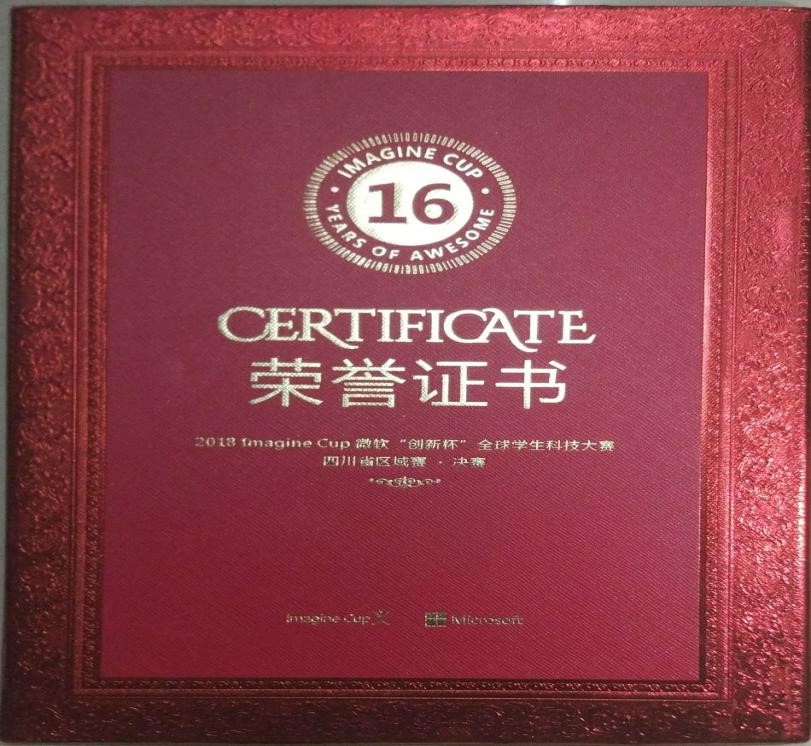 IMAGINE CUP
16
YEARS OF AWESOME
CERTIFICATE
荣誉证书
2018 Imagine Cup 微软“创新杯”全球学生科技大赛
四川省区域赛·决赛
Imagine Cup Microsoft